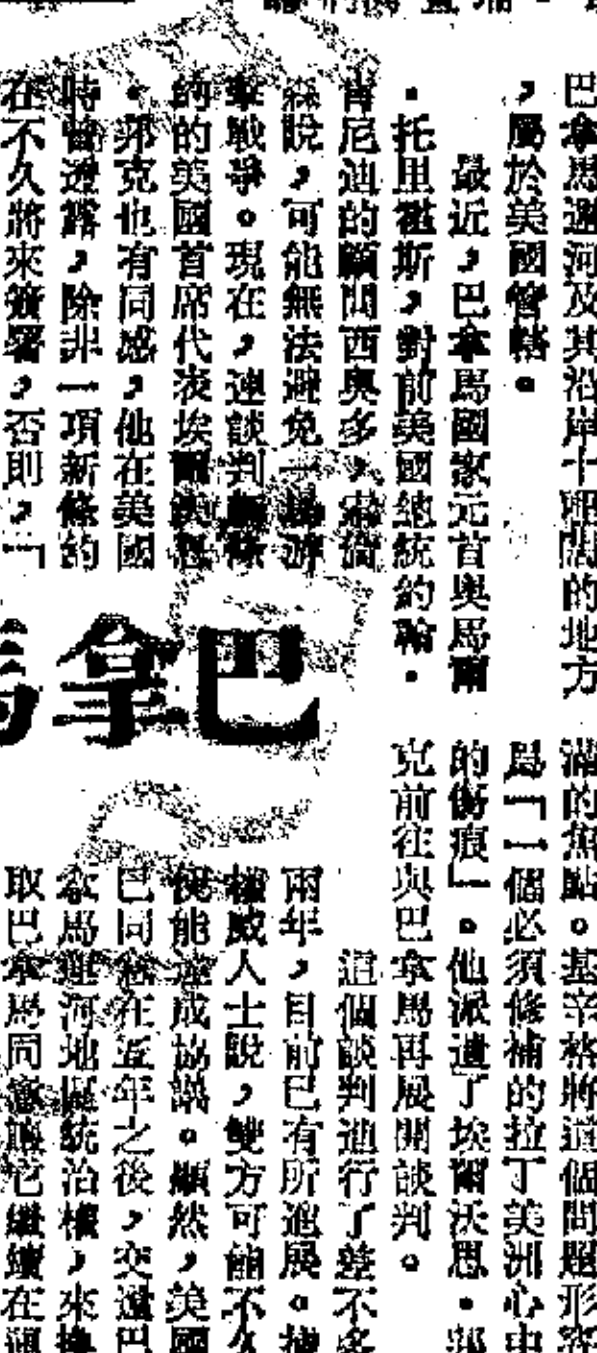 巴拿馬運河及其沿岸十哩闊的地方
，屬於美國管轄。
最近，巴拿馬國家元首奧馬爾
·托里霍斯，對前美國總統約翰·
肯尼迪的顧問西奧多·索倫
森說，可能無法避免一場游
擊戰爭。現在，連談判
約的美國首席代表埃爾
·邦克也有同感，他在美國
時曾透露，除非一項新條約
在不久將來簽署，否則，「
巴拿馬
滿的焦點。基辛格將這個問題形容
爲「一個必須修補的拉丁美洲心中
的傷痕」。他派遣了埃爾沃思·邦
克前往與巴拿馬再展開談判。
這個談判進行了差不多
兩年，目前已有所進展。據
權威人士說，雙方可能不久
便能達成協議。顯然，美國
已同意在五年之後，交還巴
拿馬運河地區統治權，來換
取巴拿馬同意讓它繼續在運